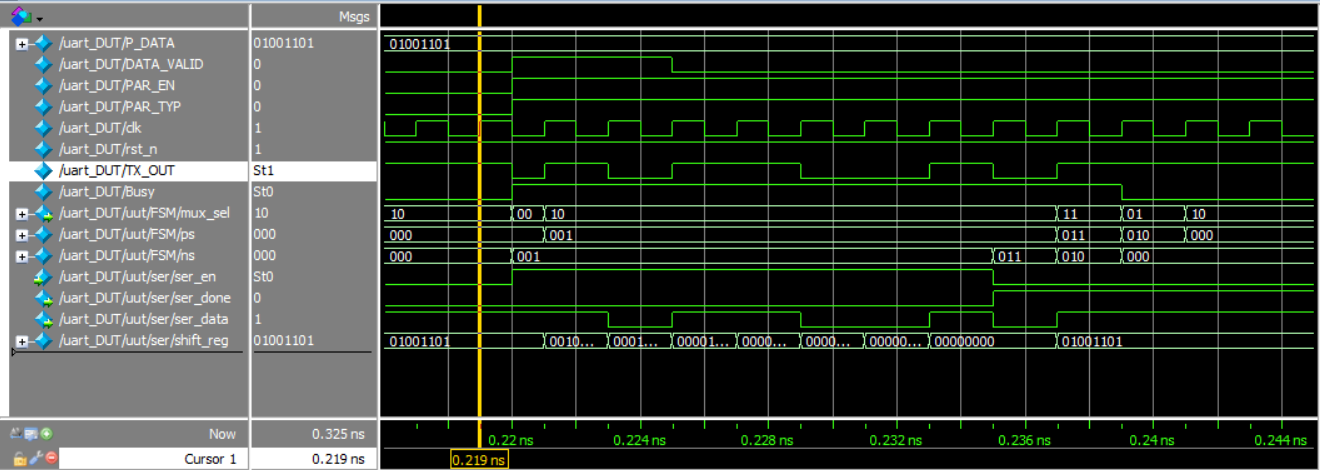 Msgs
/uart_DUT/P_DATA 01001101 01001101
/uart_DUT/DATA_VALID 0
/uart_DUT/PAR_EN 0
/uart_DUT/PAR_TYP 0
/uart_DUT/clk 1
/uart_DUT/rst_n 1
/uart_DUT/TX_OUT St1
/uart_DUT/Busy St0
/uart_DUT/uut/FSM/mux_sel 10 10 00 10 11 01 10
/uart_DUT/uut/FSM/ps 000 000 001 011 010 000
/uart_DUT/uut/FSM/ns 000 000 001 011 010 000
/uart_DUT/uut/ser/ser_en St0
/uart_DUT/uut/ser/ser_done 0
/uart_DUT/uut/ser/ser_data 1
/uart_DUT/uut/ser/shift_reg 01001101 01001101 0010... 0001... 00001... 0000... 0000... 00000... 00000000 01001101
Now 0.325 ns 0.22 ns 0.224 ns 0.228 ns 0.232 ns 0.236 ns 0.24 ns 0.244 ns
Cursor 1 0.219 ns 0.219 ns